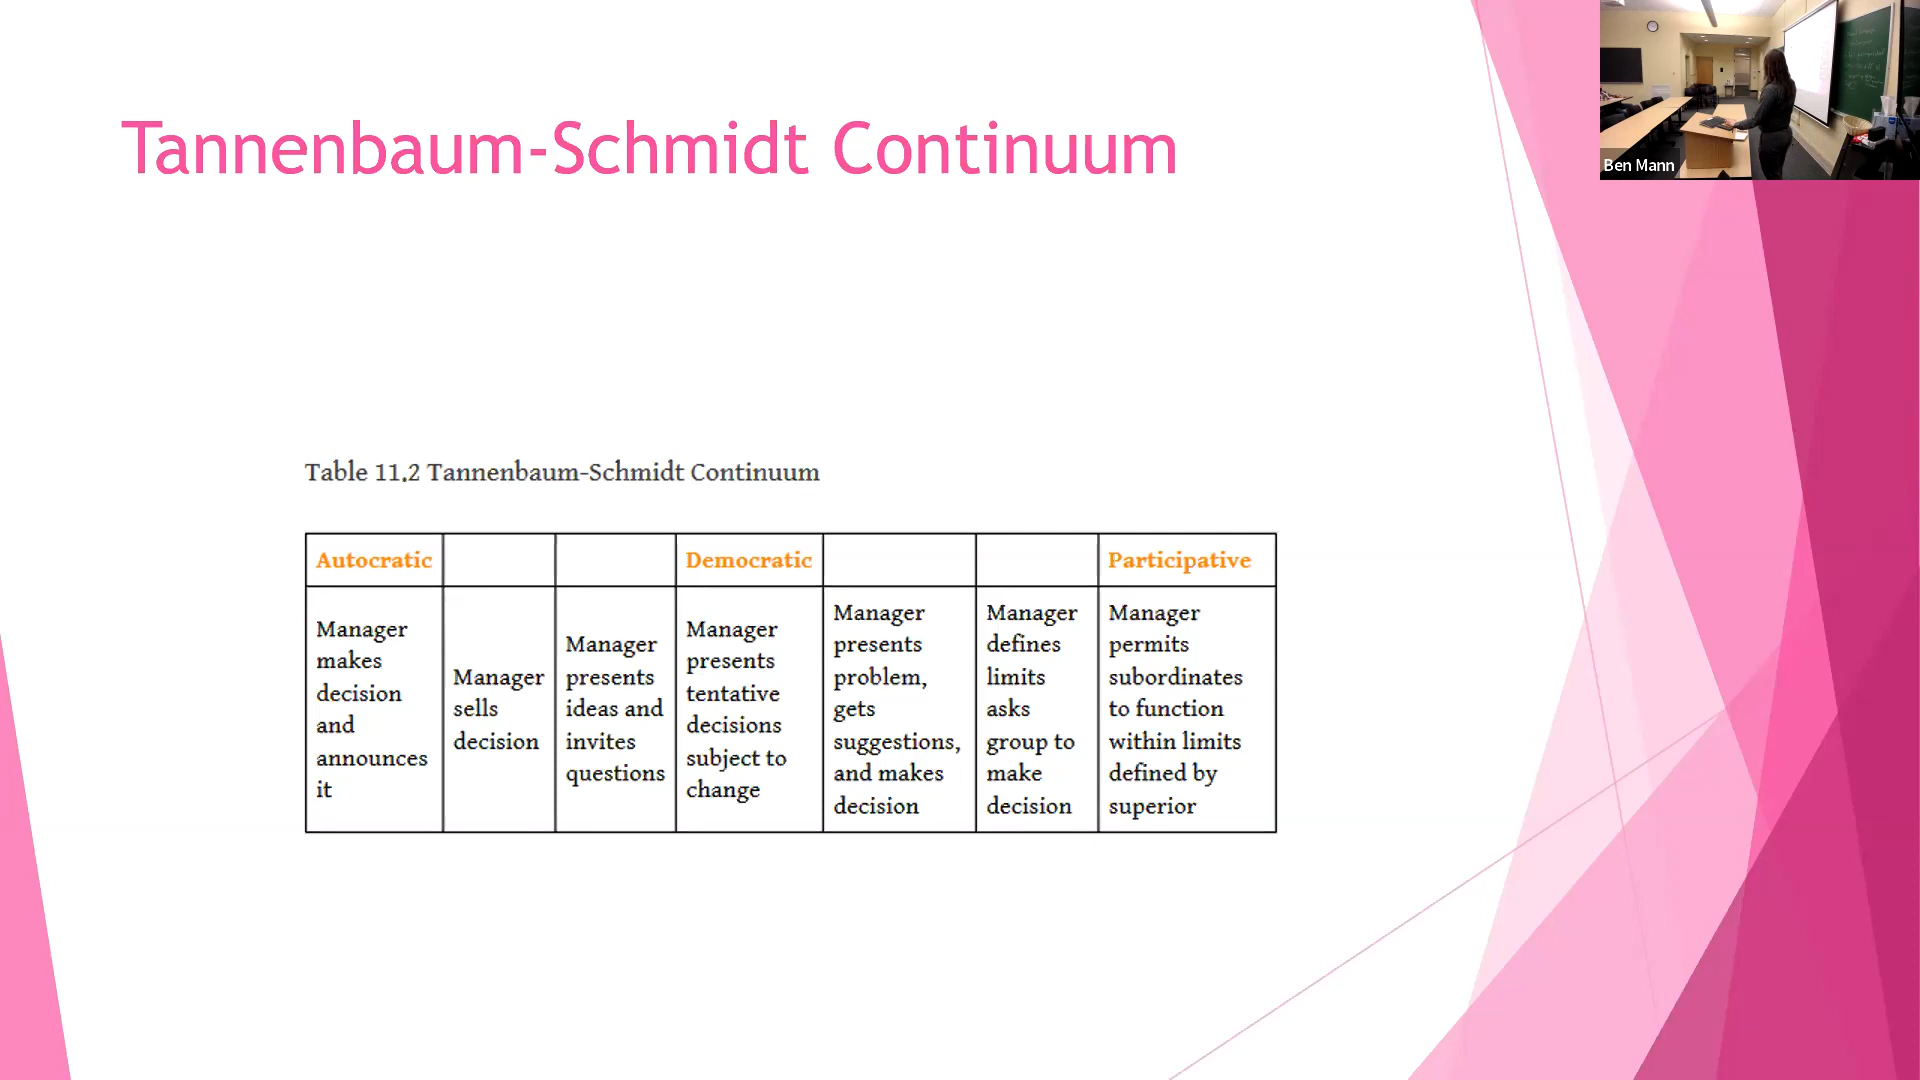 Tannenbaum-Schmidt Continuum
Ben Mann
Table 11.2 Tannenbaum-Schmidt Continuum
Autocratic
Democratic
Participative
Manager
makes
decision
and
announces
it
Manager
sells
decision
Manager
presents
ideas and
invites
questions
Manager
presents
tentative
decisions
subject to
change
Manager
presents
problem,
gets
suggestions,
and makes
decision
Manager
defines
limits
asks
group to
make
decision
Manager
permits
subordinates
to function
within limits
defined by
superior